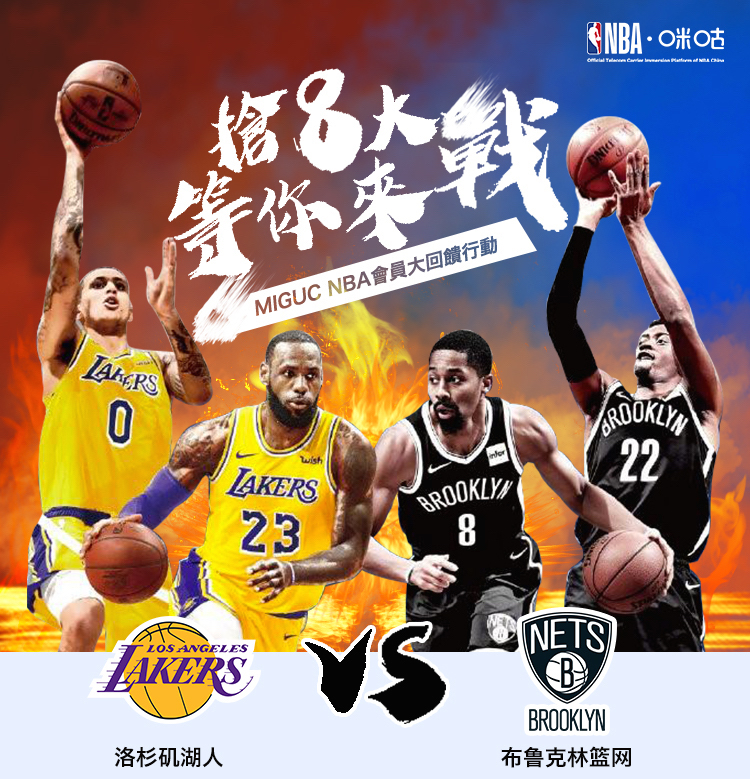 NBA · 咪咕
Official Telecom Carrier Immersion Platform of NBA China
搶8大
等你來戰
MIGUC NBA會員大回饋行動
LAKERS
0
wish
LAKERS
23
infor
BROOKLYN
8
BROOKLYN
22
LOS ANGELES
LAKERS
VS
NETS
B
BROOKLYN
洛杉矶湖人
布鲁克林篮网